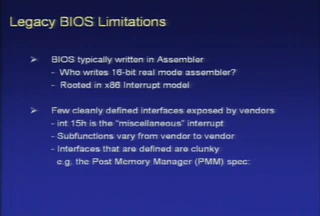 Legacy BIOS Limitations
➢ BIOS typically written in Assembler
- Who writes 16-bit real mode assembler?
- Rooted in x86 Interrupt model
➢ Few cleanly defined interfaces exposed by vendors
- int 15h is the "miscellaneous" interrupt
- Subfunctions vary from vendor to vendor
- Interfaces that are defined are clunky
e.g. the Post Memory Manager (PMM) spec: